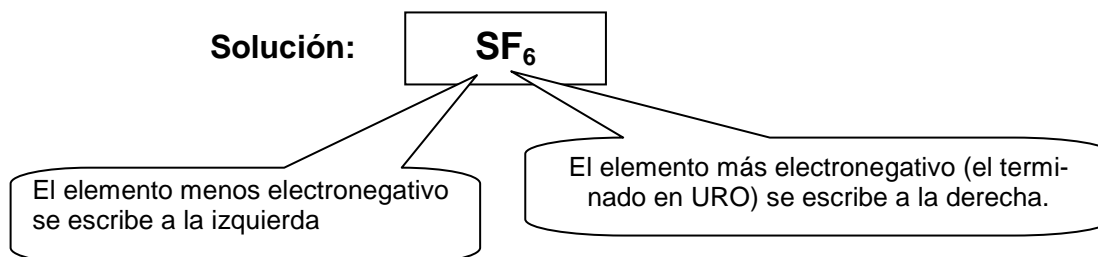 Solución: SF₆
El elemento menos electronegativo
se escribe a la izquierda
El elemento más electronegativo (el termi-
nado en URO) se escribe a la derecha.